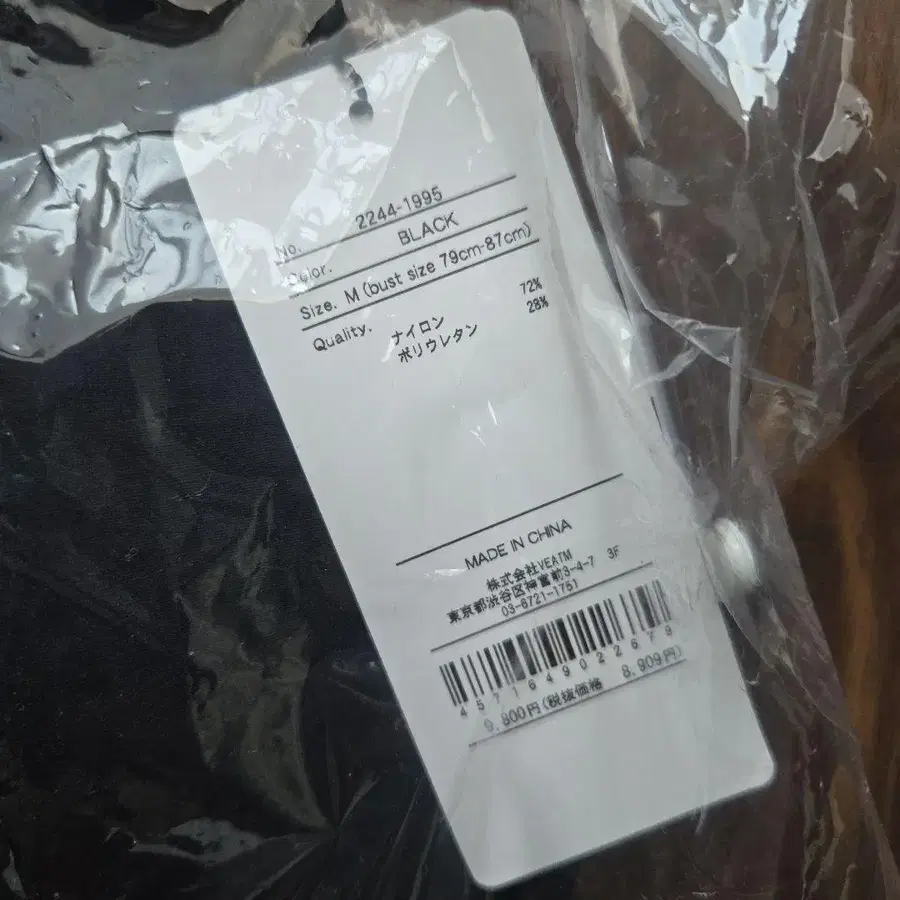 No. 2244-1995
Color. BLACK
Size. M (bust size 79cm-87cm)
Quality. ナイロン 72%
ポリウレタン 28%
MADE IN CHINA
株式会社VEATM
東京都渋谷区神宮前3-4-7 3F
03-6721-1751
4571649022679
9,800円(税抜価格 8,909円)